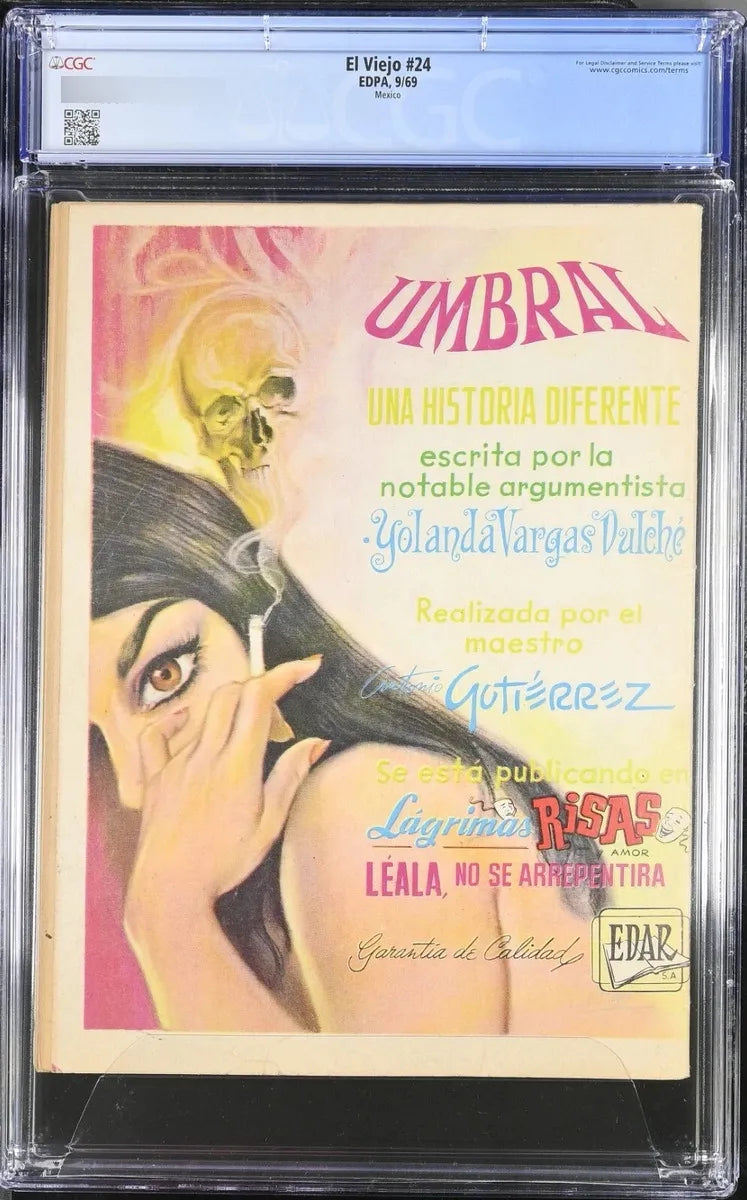 CGC
El Viejo #24
EDPA, 9/69
Mexico
For Legal Disclaimer and Service Terms please visit:
www.cgccomics.com/terms
CGC
UMBRAL
UNA HISTORIA DIFERENTE
escrita por la
notable argumentista
Yolanda Vargas Dulché
Realizada por el
maestro
Antonio GUTIÉRREZ
Se está publicando en
Lágrimas RISAS
Y AMOR
LÉALA, NO SE ARREPENTIRA
Garantía de Calidad
EDAR
S.A